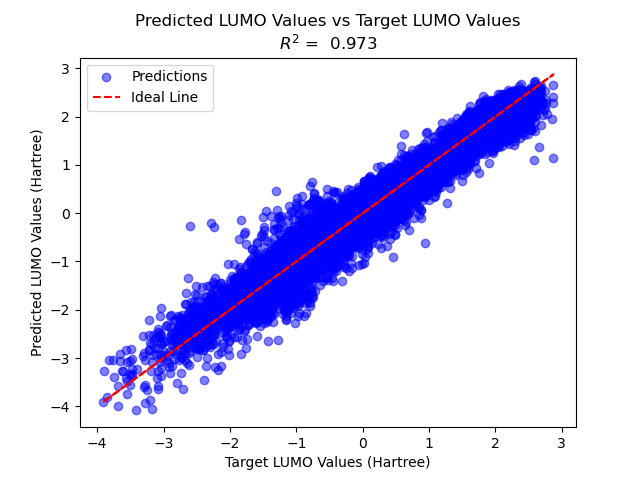 Predicted LUMO Values vs Target LUMO Values
R² = 0.973
Predictions
Ideal Line
Predicted LUMO Values (Hartree)
3
2
1
0
−1
−2
−3
−4
−4 −3 −2 −1 0 1 2 3
Target LUMO Values (Hartree)